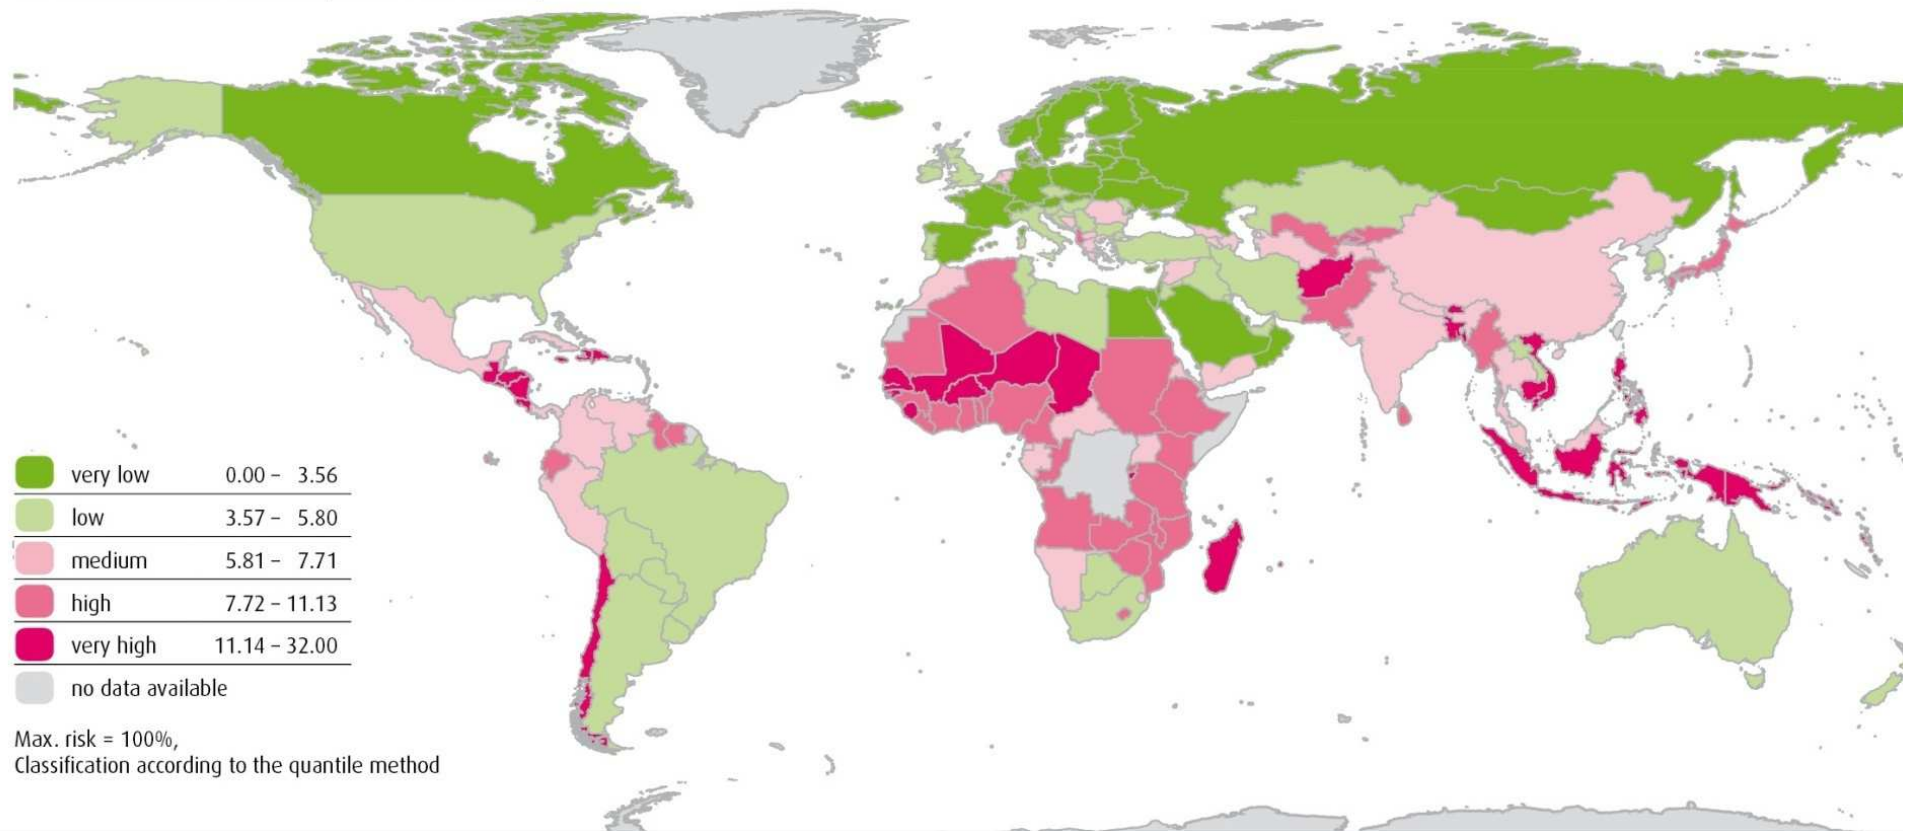 very low 0.00 – 3.56
low 3.57 – 5.80
medium 5.81 – 7.71
high 7.72 – 11.13
very high 11.14 – 32.00
no data available
Max. risk = 100%,
Classification according to the quantile method